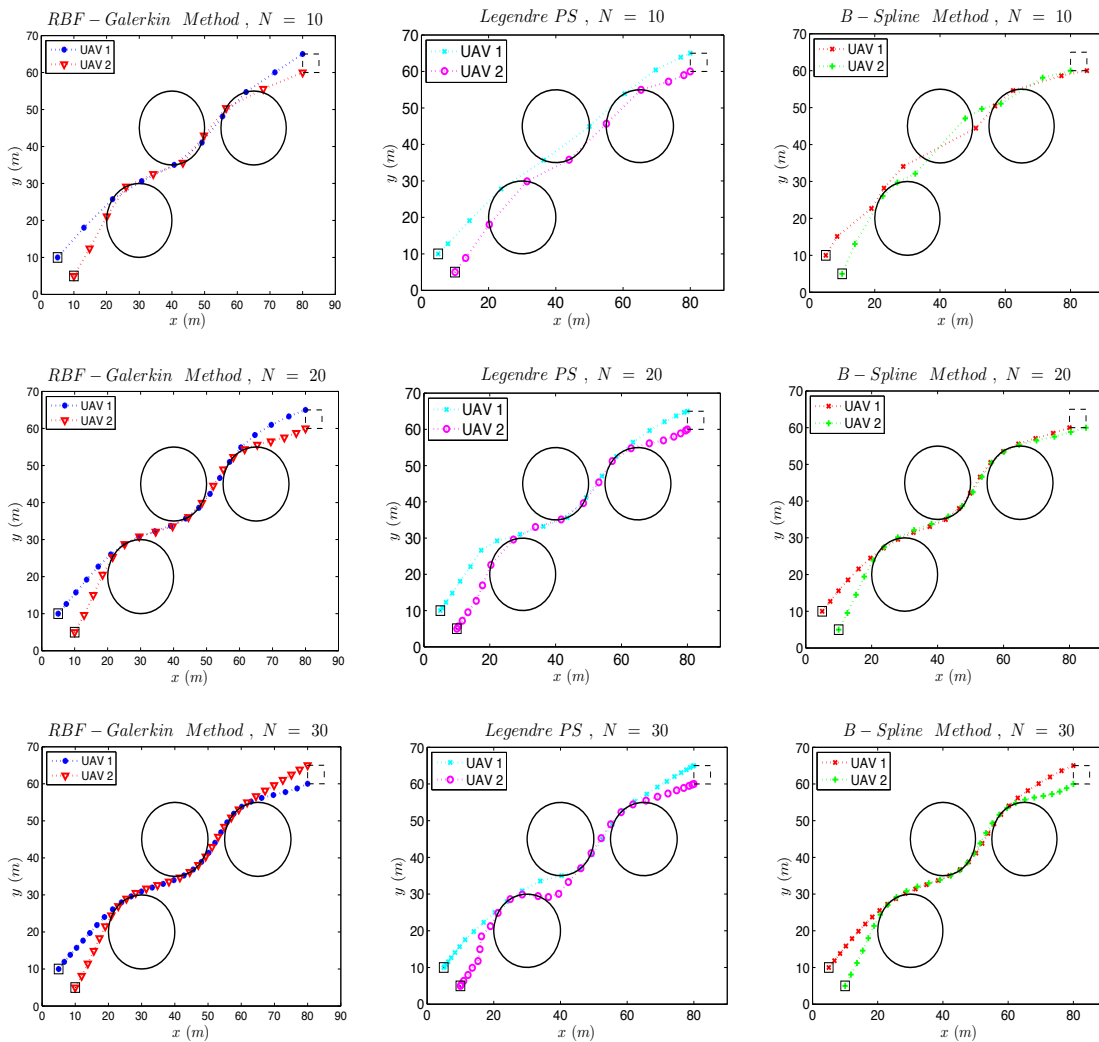 RBF − Galerkin Method , N = 10
UAV 1
UAV 2
70
60
50
40
30
20
10
0
y (m)
0 10 20 30 40 50 60 70 80 90
x (m)
Legendre PS , N = 10
UAV 1
UAV 2
70
60
50
40
30
20
10
0
y (m)
0 20 40 60 80
x (m)
B − Spline Method , N = 10
UAV 1
UAV 2
70
60
50
40
30
20
10
0
y (m)
0 20 40 60 80
x (m)
RBF − Galerkin Method , N = 20
UAV 1
UAV 2
70
60
50
40
30
20
10
0
y (m)
0 10 20 30 40 50 60 70 80 90
x (m)
Legendre PS , N = 20
UAV 1
UAV 2
70
60
50
40
30
20
10
0
y (m)
0 20 40 60 80
x (m)
B − Spline Method , N = 20
UAV 1
UAV 2
70
60
50
40
30
20
10
0
y (m)
0 20 40 60 80
x (m)
RBF − Galerkin Method , N = 30
UAV 1
UAV 2
70
60
50
40
30
20
10
0
y (m)
0 10 20 30 40 50 60 70 80 90
x (m)
Legendre PS , N = 30
UAV 1
UAV 2
70
60
50
40
30
20
10
0
y (m)
0 20 40 60 80
x (m)
B − Spline Method , N = 30
UAV 1
UAV 2
70
60
50
40
30
20
10
0
y (m)
0 20 40 60 80
x (m)